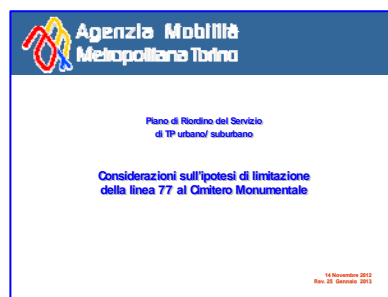 Agenzia Mobilità
Metropolitana Torino
Piano di Riordino del Servizio
di TP urbano/ suburbano
Considerazioni sull'ipotesi di limitazione
della linea 77 al Cimitero Monumentale
14 Novembre 2012
Rev. 25 Gennaio 2013